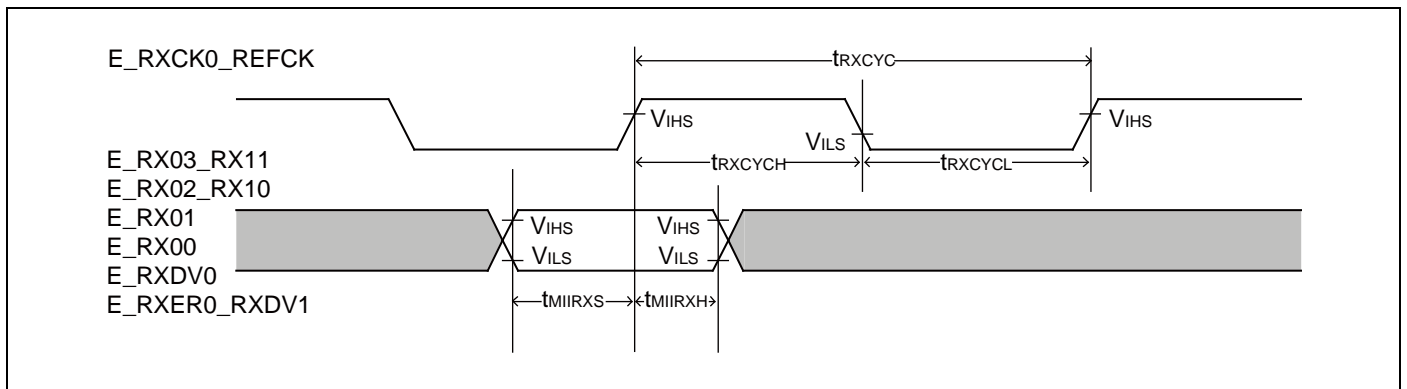 E_RXCK0_REFCK
tRXCYC
VIHS
VILS
VIHS
tRXCYCH
tRXCYCL
E_RX03_RX11
E_RX02_RX10
E_RX01
E_RX00
E_RXDV0
E_RXER0_RXDV1
VIHS
VIHS
VILS
VILS
tMIIRXS
tMIIRXH